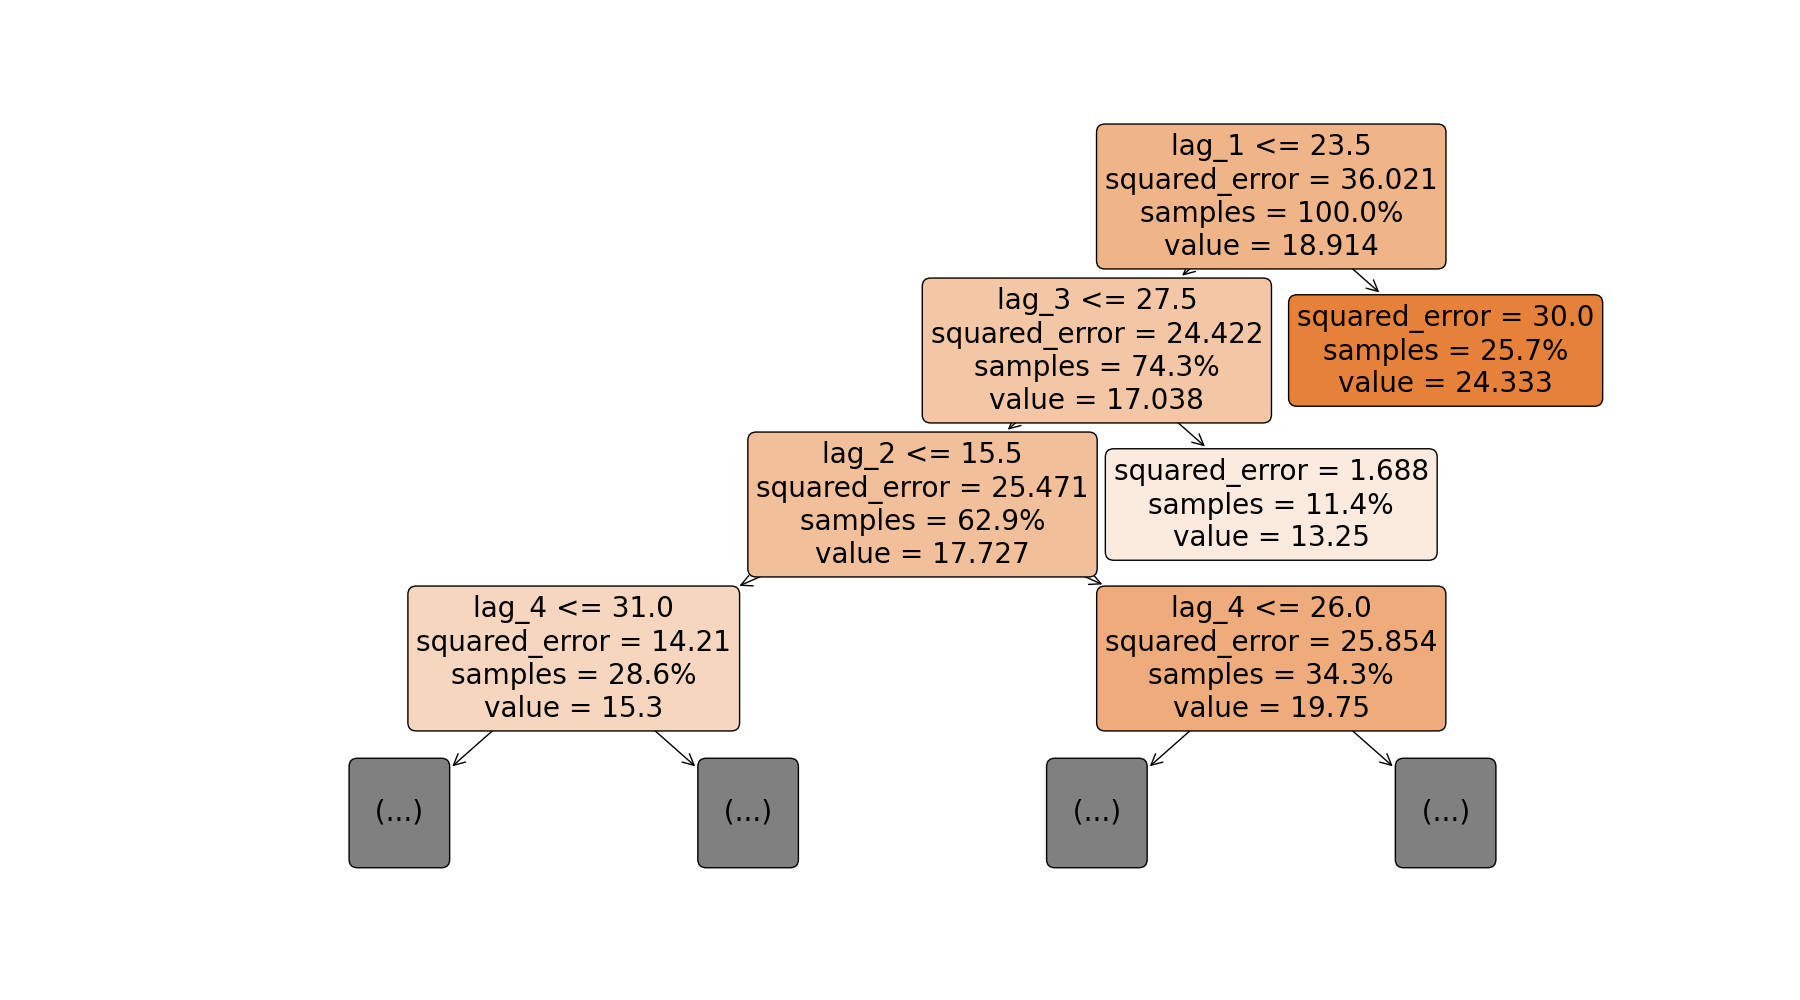 lag_1 <= 23.5
squared_error = 36.021
samples = 100.0%
value = 18.914
lag_3 <= 27.5
squared_error = 24.422
samples = 74.3%
value = 17.038
squared_error = 30.0
samples = 25.7%
value = 24.333
lag_2 <= 15.5
squared_error = 25.471
samples = 62.9%
value = 17.727
squared_error = 1.688
samples = 11.4%
value = 13.25
lag_4 <= 31.0
squared_error = 14.21
samples = 28.6%
value = 15.3
lag_4 <= 26.0
squared_error = 25.854
samples = 34.3%
value = 19.75
(...)
(...)
(...)
(...)